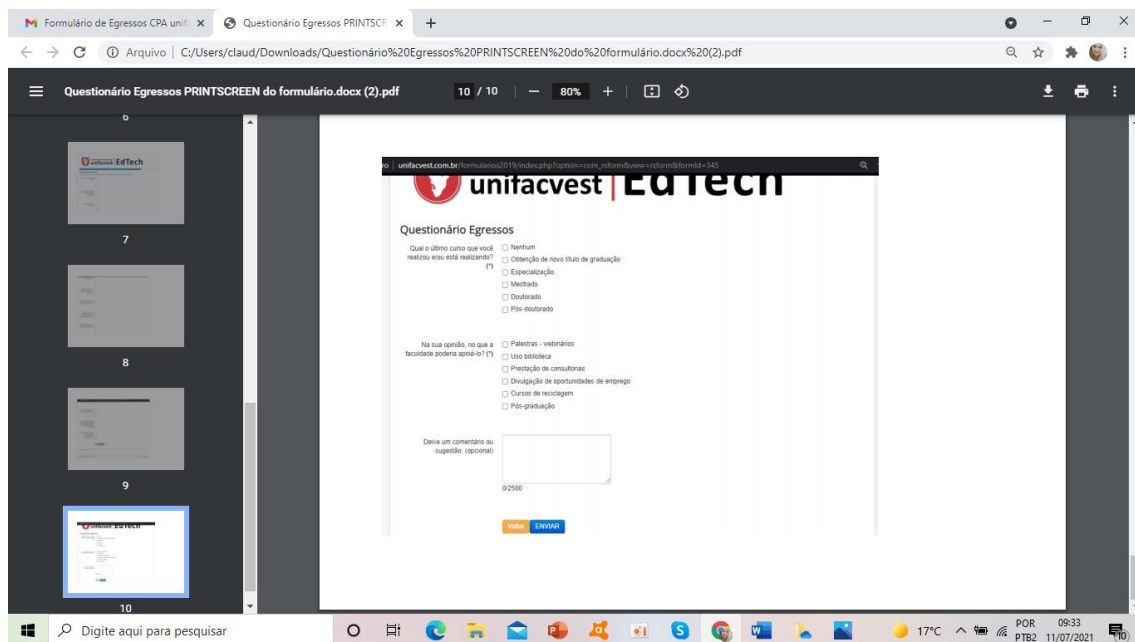 Formulário de Egressos CPA unif
Questionário Egressos PRINTSCR
Arquivo | C:/Users/claud/Downloads/Questionário%20Egressos%20PRINTSCREEN%20do%20formulário.docx%20(2).pdf
Questionário Egressos PRINTSCREEN do formulário.docx (2).pdf
10 / 10
80%
6
unifacvest EdTech
7
8
9
10
unifacvest.com.br/formularios2019/index.php?option=com_rsform&view=rsform&formId=345
unifacvest | EdTech
Questionário Egressos
Qual o último curso que você
realizou e/ou está realizando?
(*)
Nenhum
Obtenção de novo título de graduação
Especialização
Mestrado
Doutorado
Pós-doutorado
Na sua opinião, no que a
faculdade poderia apoiá-lo? (*)
Palestras - webinários
Uso biblioteca
Prestação de consultorias
Divulgação de oportunidades de emprego
Cursos de reciclagem
Pós-graduação
Deixe um comentário ou
sugestão: (opcional)
0/2500
Voltar
ENVIAR
Digite aqui para pesquisar
17°C
POR
PTB2
09:33
11/07/2021